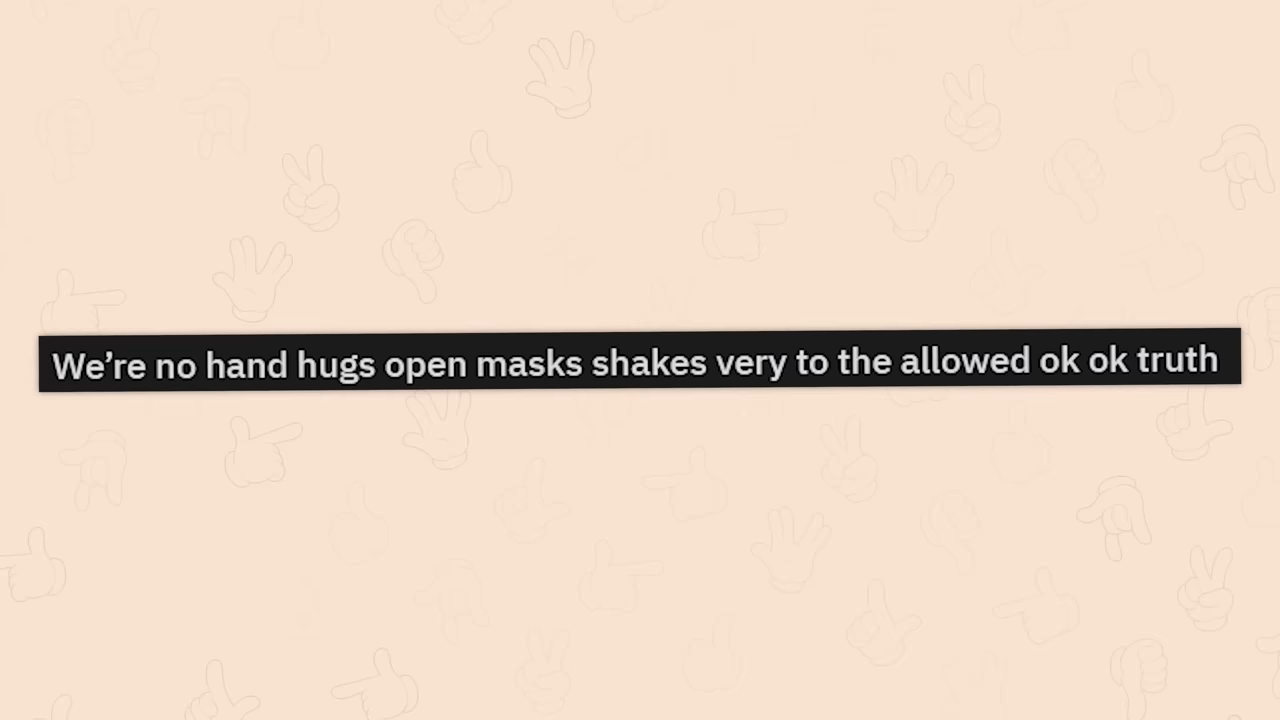 We’re no hand hugs open masks shakes very to the allowed ok ok truth